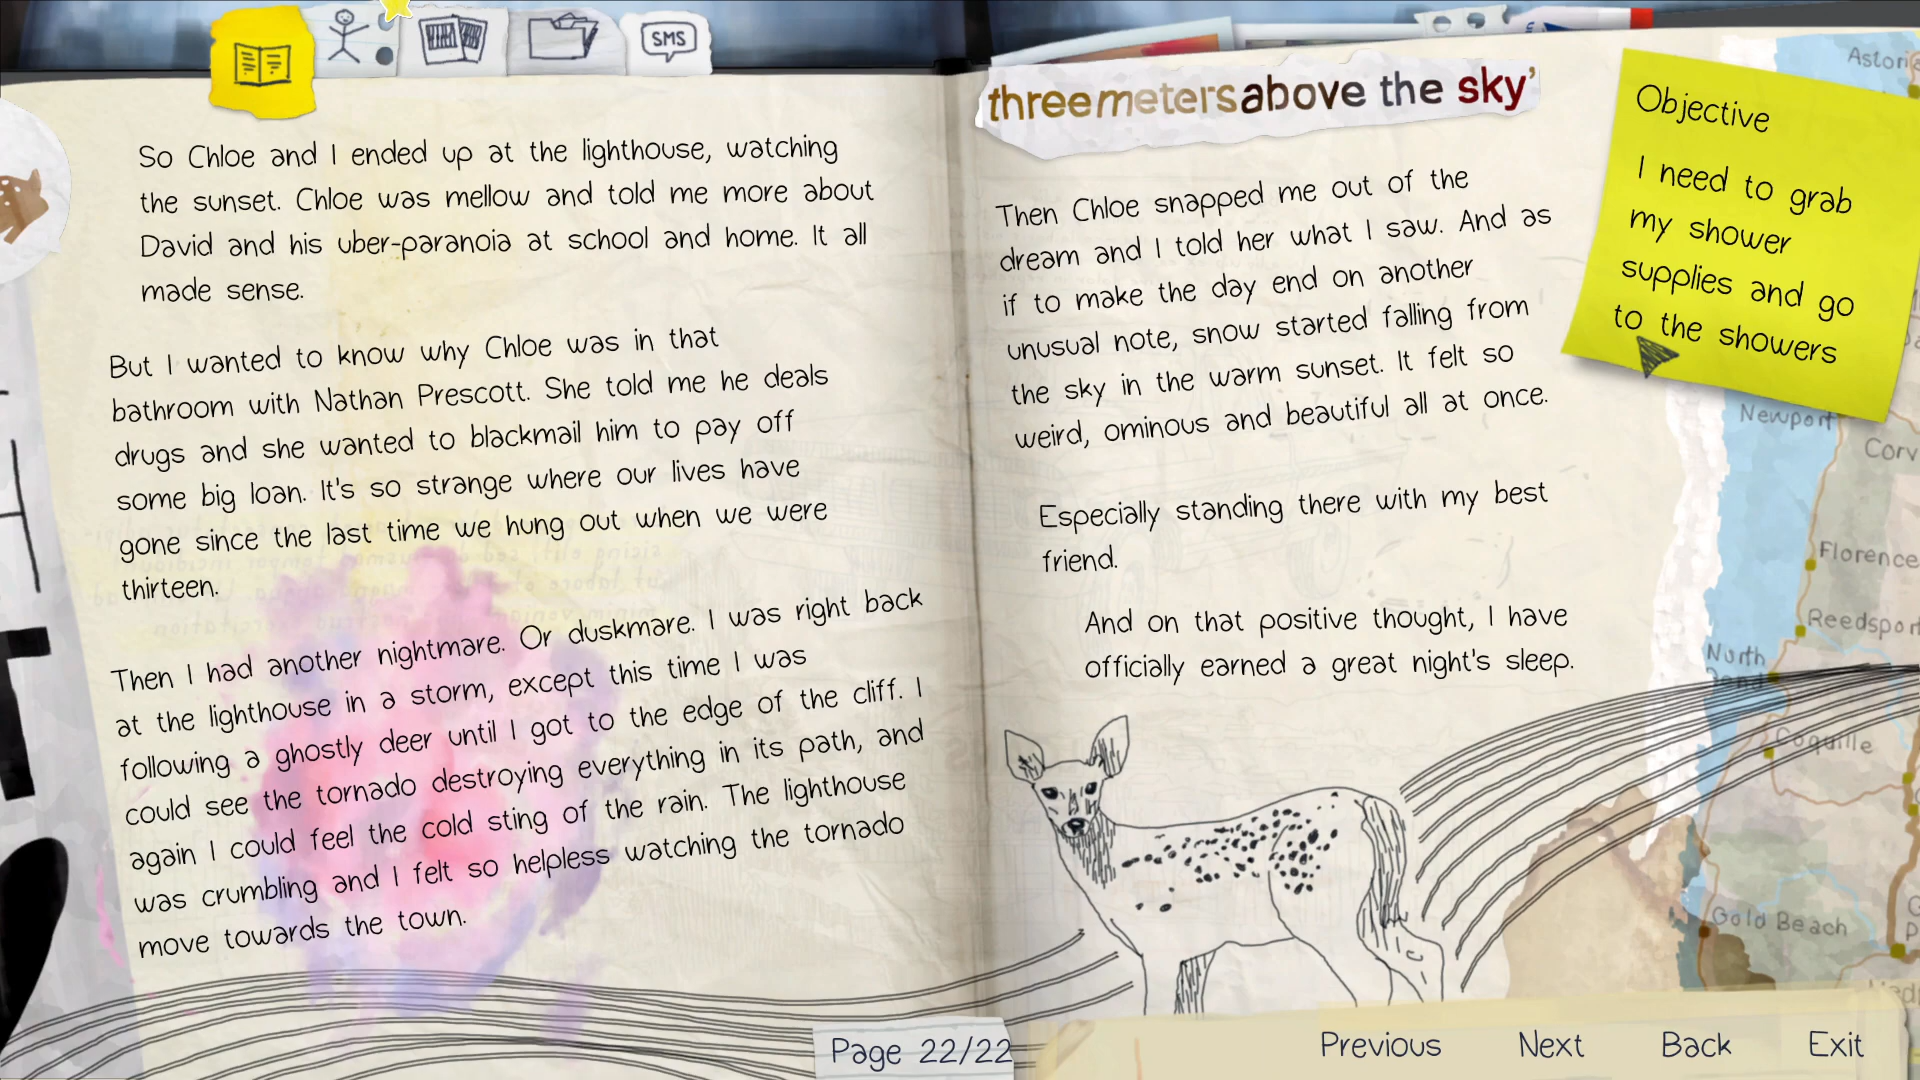 SMS
So Chloe and I ended up at the lighthouse, watching
the sunset. Chloe was mellow and told me more about
David and his uber-paranoia at school and home. It all
made sense.
But I wanted to know why Chloe was in that
bathroom with Nathan Prescott. She told me he deals
drugs and she wanted to blackmail him to pay off
some big loan. It's so strange where our lives have
gone since the last time we hung out when we were
thirteen.
Then I had another nightmare. Or duskmare. I was right back
at the lighthouse in a storm, except this time I was
following a ghostly deer until I got to the edge of the cliff. I
could see the tornado destroying everything in its path, and
again I could feel the cold sting of the rain. The lighthouse
was crumbling and I felt so helpless watching the tornado
move towards the town.
threemetersabove the sky'
Then Chloe snapped me out of the
dream and I told her what I saw. And as
if to make the day end on another
unusual note, snow started falling from
the sky in the warm sunset. It felt so
weird, ominous and beautiful all at once.
Especially standing there with my best
friend.
And on that positive thought, I have
officially earned a great night's sleep.
Objective
I need to grab
my shower
supplies and go
to the showers
Astoria
Newport
Corv
Florence
Reedsport
North
Bend
Coquille
Gold Beach
Page 22/22
Previous
Next
Back
Exit